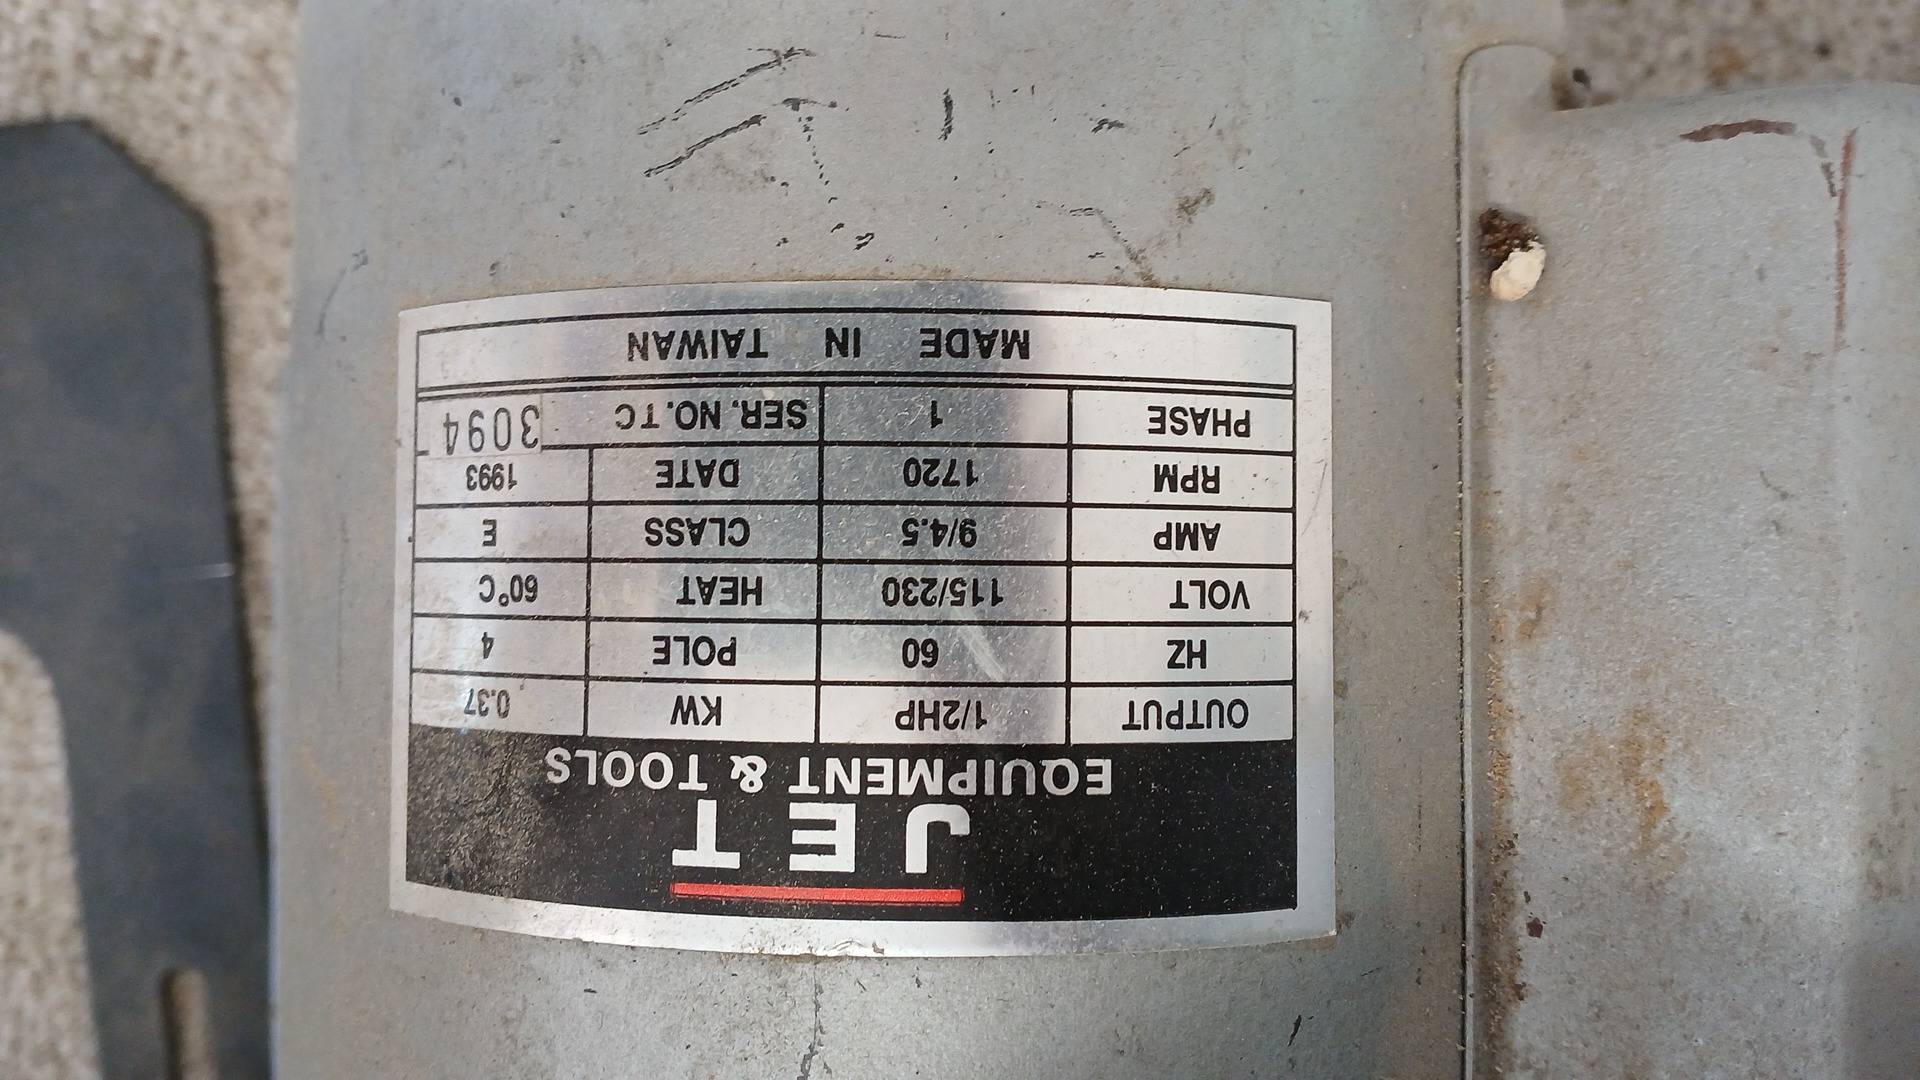 JET
EQUIPMENT & TOOLS
OUTPUT 1/2HP KW 0.37
HZ 60 POLE 4
VOLT 115/230 HEAT 60°C
AMP 9/4.5 CLASS E
RPM 1720 DATE 1993
PHASE 1 SER. NO. TC 3094
MADE IN TAIWAN